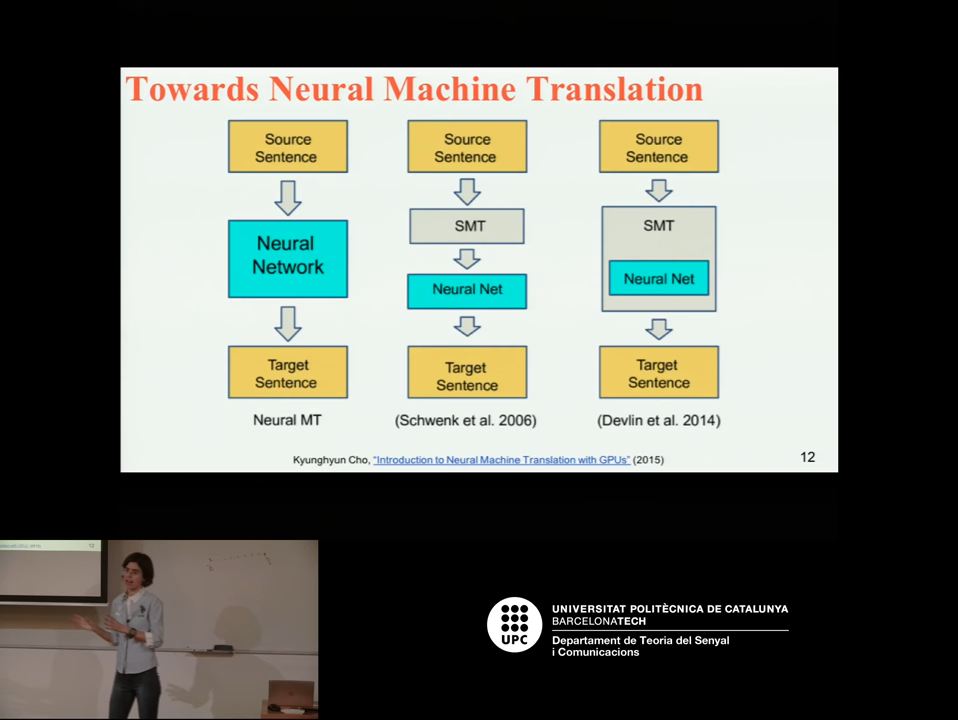 Towards Neural Machine Translation
Source
Sentence
Neural
Network
Target
Sentence
Neural MT
Source
Sentence
SMT
Neural Net
Target
Sentence
(Schwenk et al. 2006)
Source
Sentence
SMT
Neural Net
Target
Sentence
(Devlin et al. 2014)
Kyunghyun Cho, “Introduction to Neural Machine Translation with GPUs” (2015)
12
UPC
UNIVERSITAT POLITÈCNICA DE CATALUNYA
BARCELONATECH
Departament de Teoria del Senyal
i Comunicacions